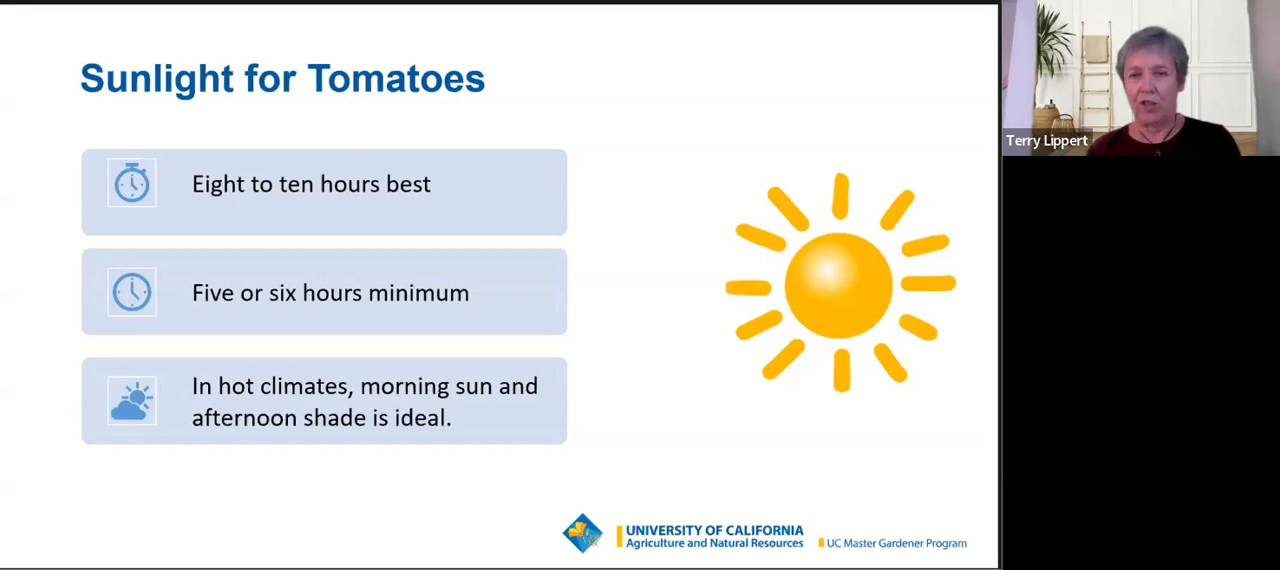 Sunlight for Tomatoes
Eight to ten hours best
Five or six hours minimum
In hot climates, morning sun and
afternoon shade is ideal.
UNIVERSITY OF CALIFORNIA
Agriculture and Natural Resources
UC Master Gardener Program
Terry Lippert